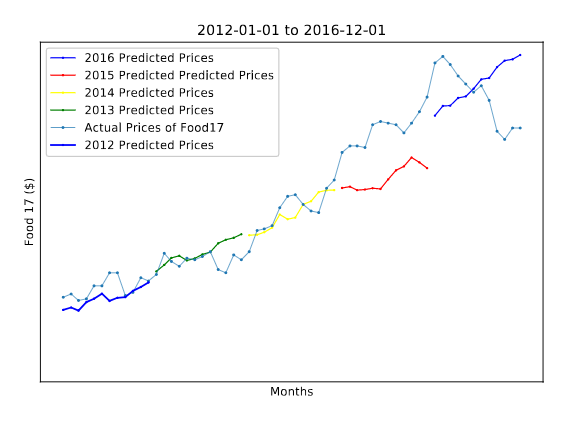 2012-01-01 to 2016-12-01
2016 Predicted Prices
2015 Predicted Predicted Prices
2014 Predicted Prices
2013 Predicted Prices
Actual Prices of Food17
2012 Predicted Prices
Food 17 ($)
Months